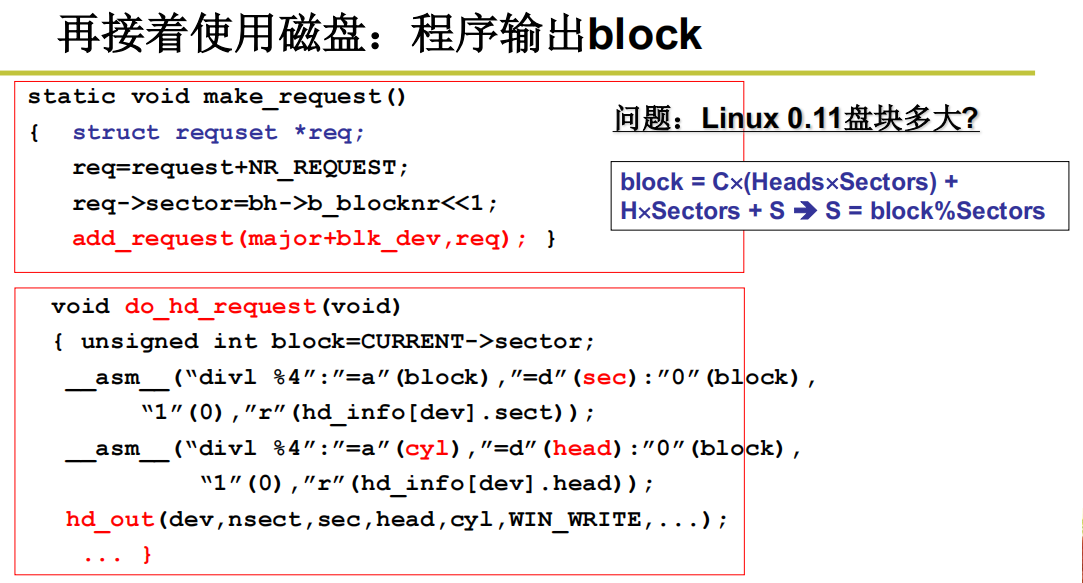 再接着使用磁盘：程序输出block
static void make_request()
{ struct requset *req;
req=request+NR_REQUEST;
req->sector=bh->b_blocknr<<1;
add_request(major+blk_dev,req); }
问题：Linux 0.11盘块多大?
block = C×(Heads×Sectors) +
H×Sectors + S ➔ S = block%Sectors
void do_hd_request(void)
{ unsigned int block=CURRENT->sector;
__asm__(“divl %4”:”=a”(block),”=d”(sec):”0”(block),
“1”(0),”r”(hd_info[dev].sect));
__asm__(“divl %4”:”=a”(cyl),”=d”(head):”0”(block),
“1”(0),”r”(hd_info[dev].head));
hd_out(dev,nsect,sec,head,cyl,WIN_WRITE,...);
... }